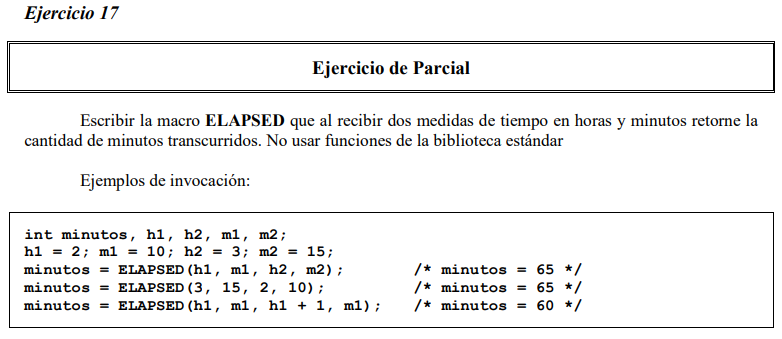 Ejercicio 17
Ejercicio de Parcial
Escribir la macro ELAPSED que al recibir dos medidas de tiempo en horas y minutos retorne la
cantidad de minutos transcurridos. No usar funciones de la biblioteca estándar
Ejemplos de invocación:
int minutos, h1, h2, m1, m2;
h1 = 2; m1 = 10; h2 = 3; m2 = 15;
minutos = ELAPSED(h1, m1, h2, m2); /* minutos = 65 */
minutos = ELAPSED(3, 15, 2, 10); /* minutos = 65 */
minutos = ELAPSED(h1, m1, h1 + 1, m1); /* minutos = 60 */